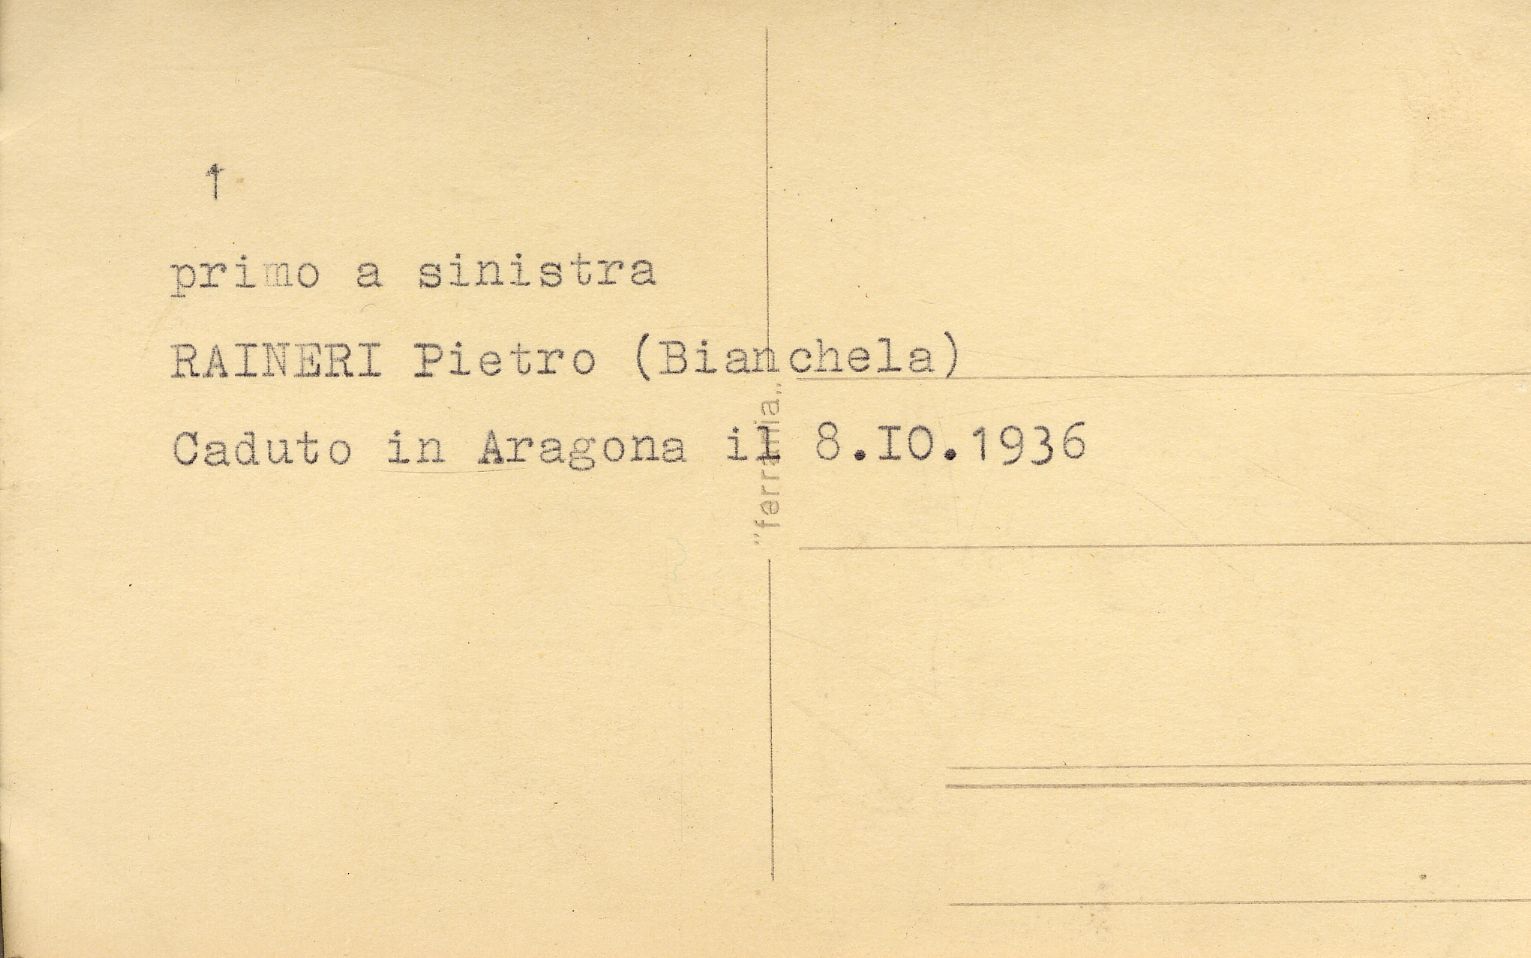 ↑
primo a sinistra
RAINERI Pietro (Bianchela)
Caduto in Aragona il 8.IO.1936
"ferrania„